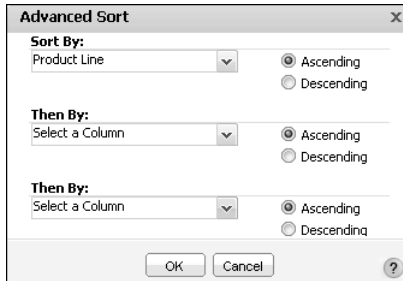 Advanced Sort x
Sort By:
Product Line
Ascending
Descending
Then By:
Select a Column
Ascending
Descending
Then By:
Select a Column
Ascending
Descending
OK Cancel ?